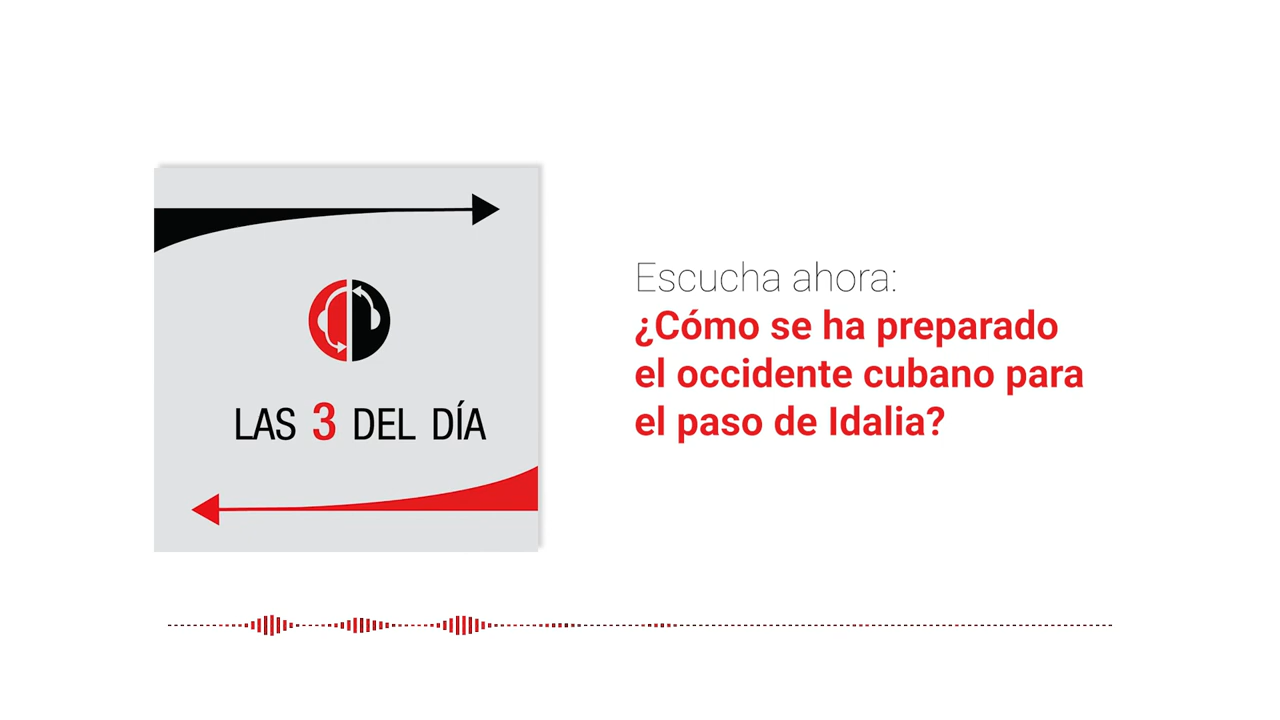 LAS 3 DEL DÍA
Escucha ahora:
¿Cómo se ha preparado
el occidente cubano para
el paso de Idalia?